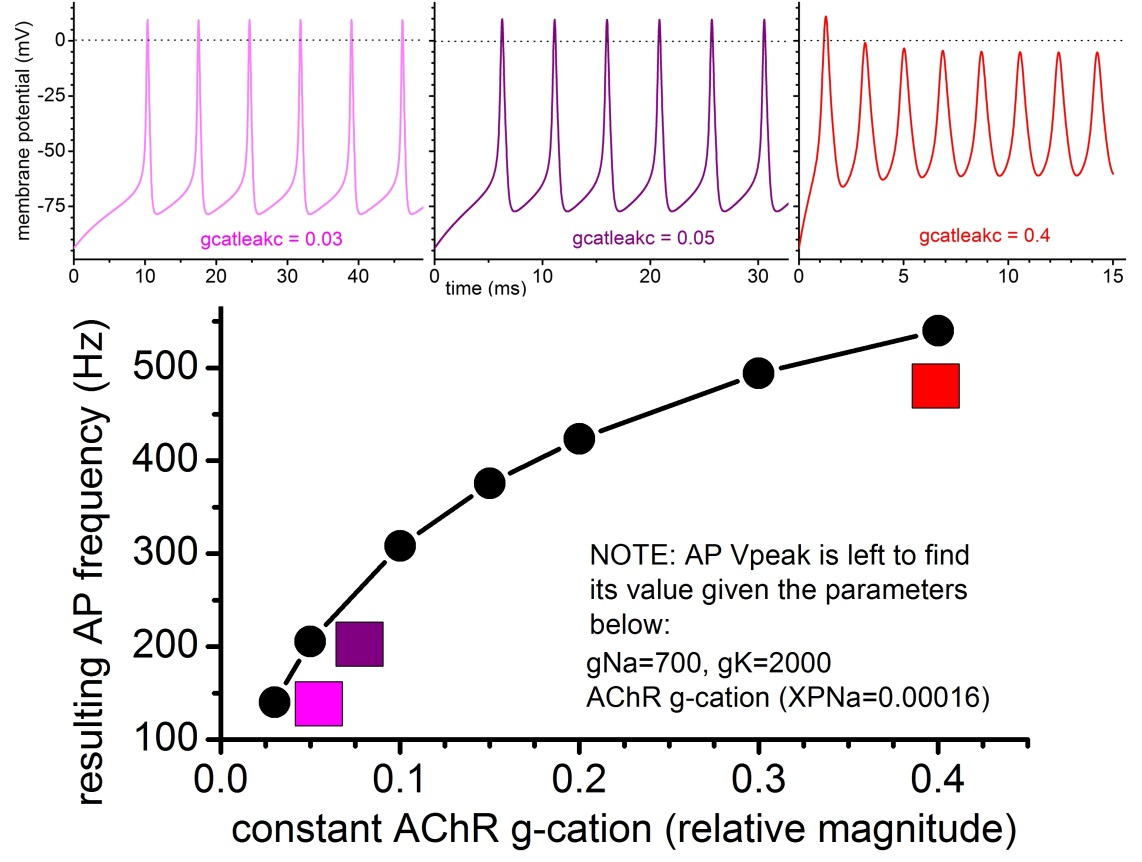 membrane potential (mV)
0
-25
-50
-75
gcatleakc = 0.03
gcatleakc = 0.05
gcatleakc = 0.4
0 10 20 30 40
0 10 20 30
0 5 10 15
time (ms)
resulting AP frequency (Hz)
500
400
300
200
100
NOTE: AP Vpeak is left to find
its value given the parameters
below:
gNa=700, gK=2000
AChR g-cation (XPNa=0.00016)
0.0 0.1 0.2 0.3 0.4
constant AChR g-cation (relative magnitude)